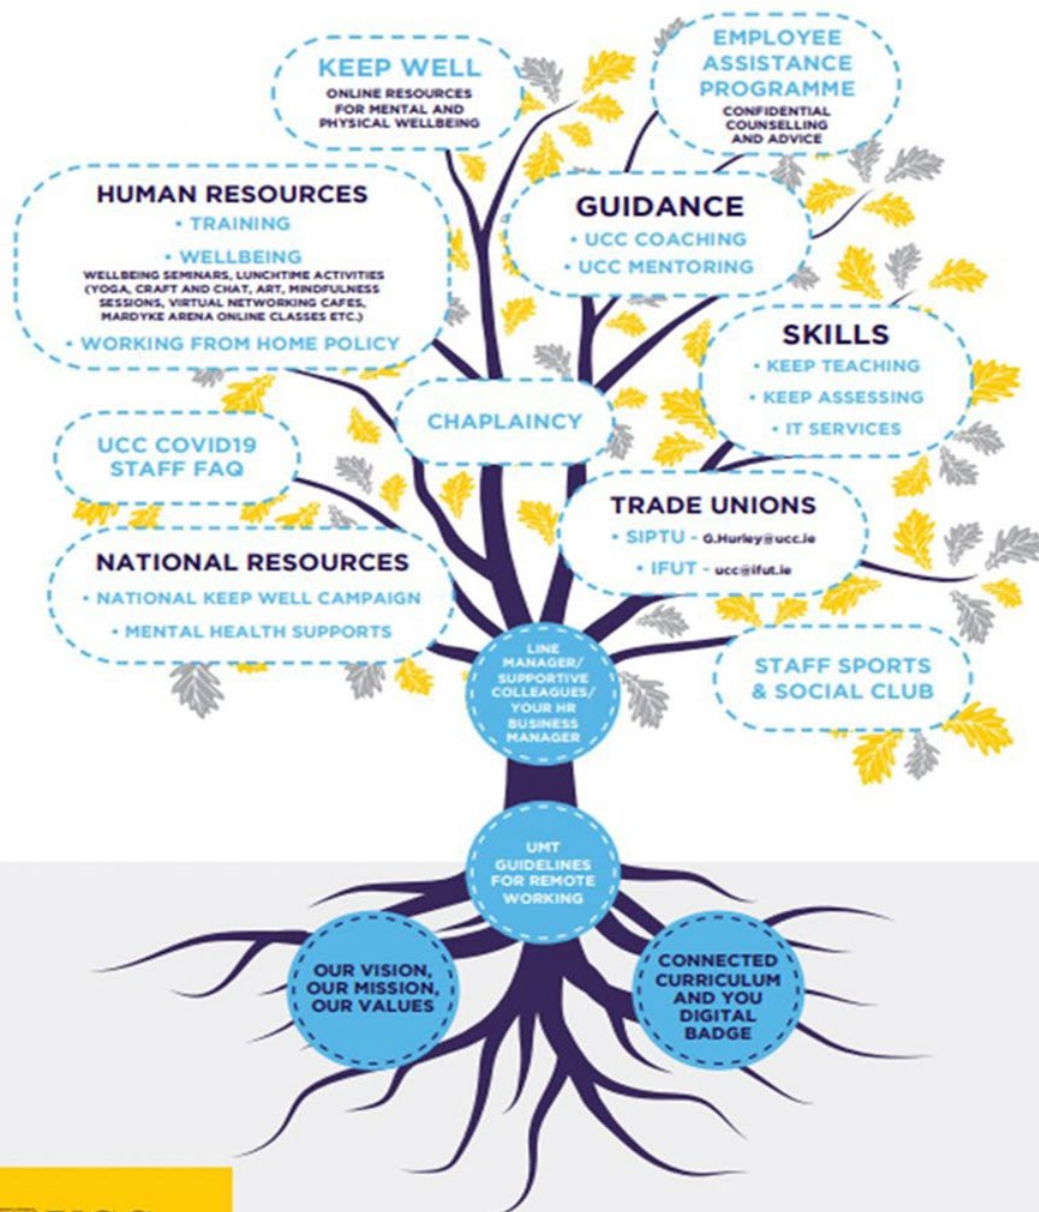 KEEP WELL
ONLINE RESOURCES
FOR MENTAL AND
PHYSICAL WELLBEING
EMPLOYEE
ASSISTANCE
PROGRAMME
CONFIDENTIAL
COUNSELLING
AND ADVICE
HUMAN RESOURCES
• TRAINING
• WELLBEING
WELLBEING SEMINARS, LUNCHTIME ACTIVITIES
(YOGA, CRAFT AND CHAT, ART, MINDFULNESS
SESSIONS, VIRTUAL NETWORKING CAFES,
MARDYKE ARENA ONLINE CLASSES ETC.)
• WORKING FROM HOME POLICY
GUIDANCE
• UCC COACHING
• UCC MENTORING
SKILLS
• KEEP TEACHING
• KEEP ASSESSING
• IT SERVICES
CHAPLAINCY
UCC COVID19
STAFF FAQ
TRADE UNIONS
• SIPTU - G.Hurley@ucc.ie
• IFUT - ucc@ifut.ie
NATIONAL RESOURCES
• NATIONAL KEEP WELL CAMPAIGN
• MENTAL HEALTH SUPPORTS
STAFF SPORTS
& SOCIAL CLUB
LINE
MANAGER/
SUPPORTIVE
COLLEAGUES/
YOUR HR
BUSINESS
MANAGER
UMT
GUIDELINES
FOR REMOTE
WORKING
OUR VISION,
OUR MISSION,
OUR VALUES
CONNECTED
CURRICULUM
AND YOU
DIGITAL
BADGE